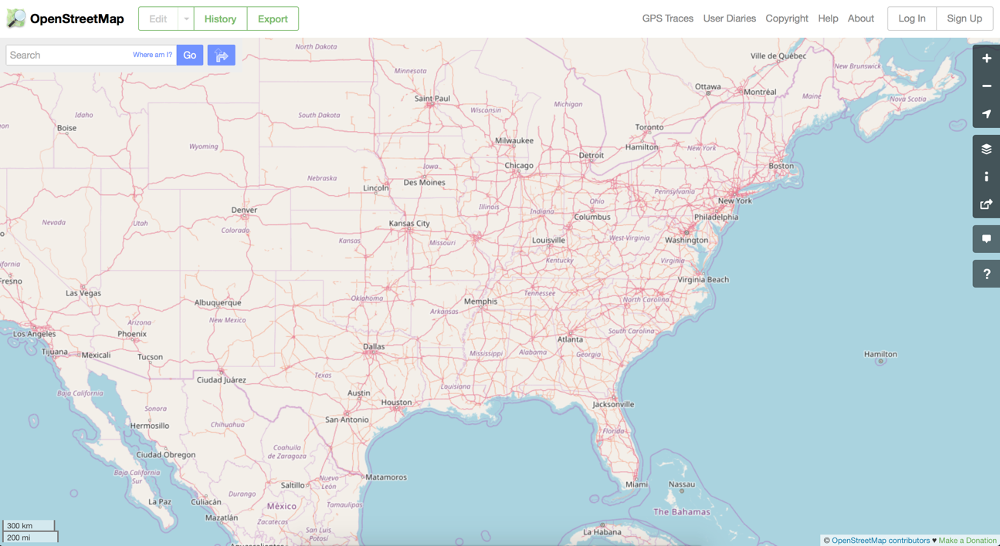 OpenStreetMap
Edit
History
Export
GPS Traces
User Diaries
Copyright
Help
About
Log In
Sign Up
Search
Where am I?
Go
North Dakota
Ville de Québec
Minnesota
New Brunswick
Ottawa
Montréal
Saint Paul
Maine
Nova Scotia
Michigan
Wisconsin
Idaho
South Dakota
Boise
Toronto
Milwaukee
Wyoming
Hamilton
New York
Detroit
Chicago
Iowa
Boston
Nebraska
Des Moines
Lincoln
Pennsylvania
New York
Ohio
Illinois
Indiana
Denver
Columbus
Philadelphia
Nevada
Utah
Kansas City
Colorado
Kansas
Missouri
Louisville
West Virginia
Washington
Kentucky
Virginia
ifornia
Fresno
Virginia Beach
Las Vegas
Tennessee
Oklahoma
North Carolina
Albuquerque
Memphis
Arkansas
New Mexico
Arizona
Los Angeles
Phoenix
South Carolina
Atlanta
Dallas
Tijuana
Mexicali
Tucson
Mississippi
Alabama
Georgia
Hamilton
Texas
Ciudad Juárez
Louisiana
Baja California
Austin
Houston
Jacksonville
Sonora
San Antonio
Hermosillo
Chihuahua
Florida
Coahuila
de Zaragoza
Ciudad Obregon
Baja California
Sur
Nuevo
León
Matamoros
Saltillo
Miami
Nassau
Durango
La Paz
Culiacán
México
Tamaulipas
The Bahamas
Mazatlán
Zacatecas
San Luis
Potosí
La Habana
300 km
200 mi
© OpenStreetMap contributors ♥ Make a Donation